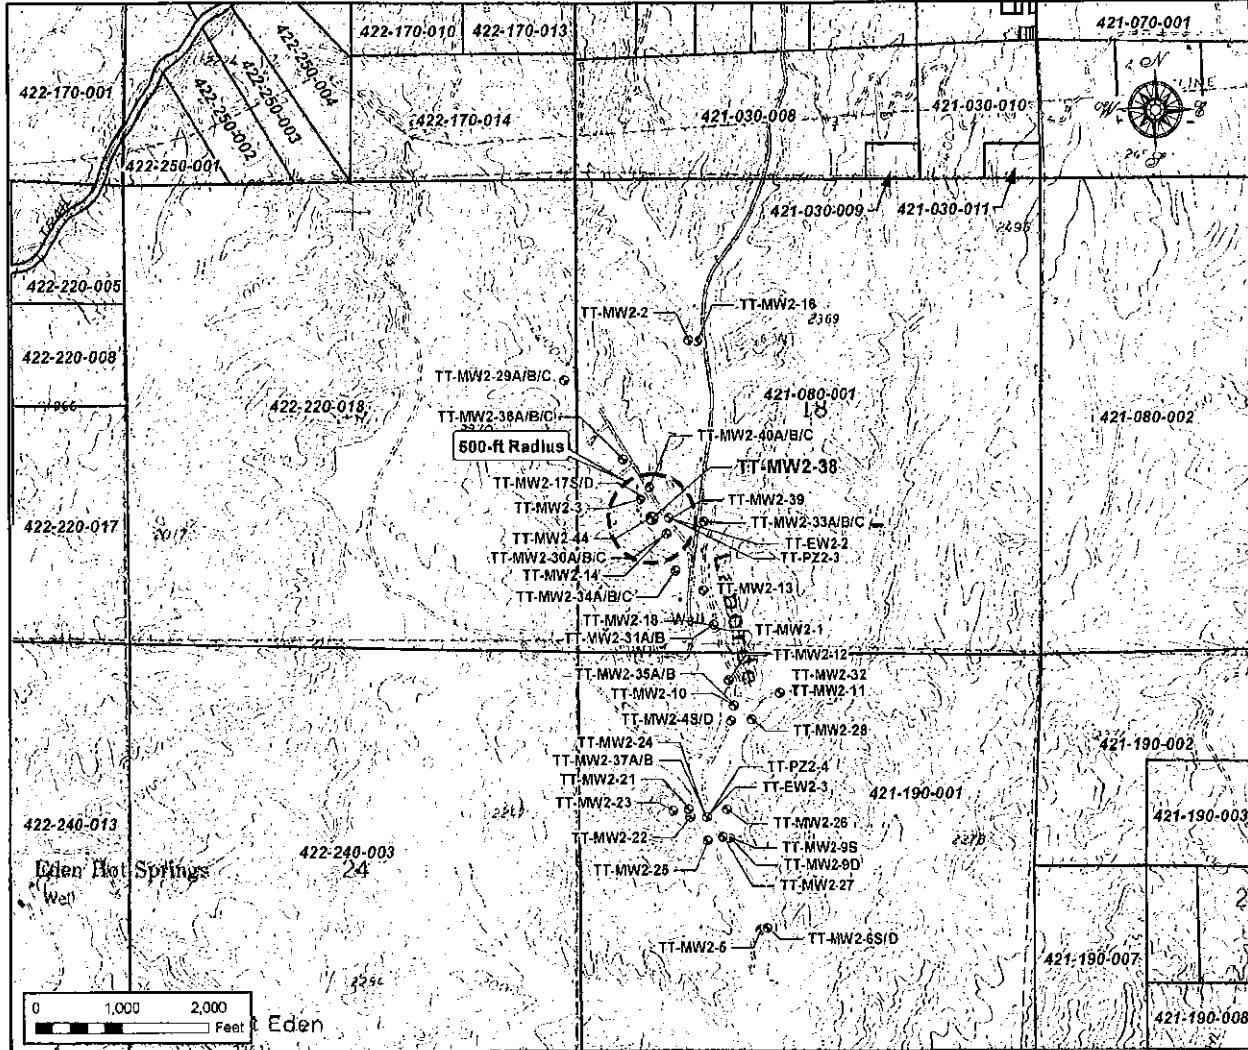 422-170-010
422-170-013
421-070-001
422-250-004
422-250-003
422-250-002
422-170-001
422-170-014
421-030-008
421-030-010
N
LINE
422-250-001
421-030-009
421-030-011
2495
422-220-005
TT-MW2-16
TT-MW2-2
2369
422-220-008
TT-MW2-29A/B/C
422-220-018
421-080-001
18
421-080-002
TT-MW2-36A/B/C
TT-MW2-40A/B/C
500-ft Radius
TT-MW2-38
TT-MW2-17S/D
TT-MW2-39
TT-MW2-3
TT-MW2-33A/B/C
422-220-017
2017
TT-MW2-44
TT-EW2-2
TT-MW2-30A/B/C
TT-PZ2-3
TT-MW2-14
TT-MW2-34A/B/C
TT-MW2-13
TT-MW2-18
Well
TT-MW2-1
TT-MW2-31A/B
TT-MW2-12
TT-MW2-35A/B
TT-MW2-32
TT-MW2-10
TT-MW2-11
TT-MW2-4S/D
TT-MW2-28
TT-MW2-24
421-190-002
TT-MW2-37A/B
TT-PZ2-4
TT-MW2-21
TT-EW2-3
421-190-001
TT-MW2-23
421-190-003
422-240-013
TT-MW2-26
TT-MW2-22
TT-MW2-9S
422-240-003
24
TT-MW2-9D
TT-MW2-25
TT-MW2-27
Eden Hot Springs
Well
2
TT-MW2-5
TT-MW2-6S/D
421-190-007
0 1,000 2,000
Feet
t Eden
421-190-008